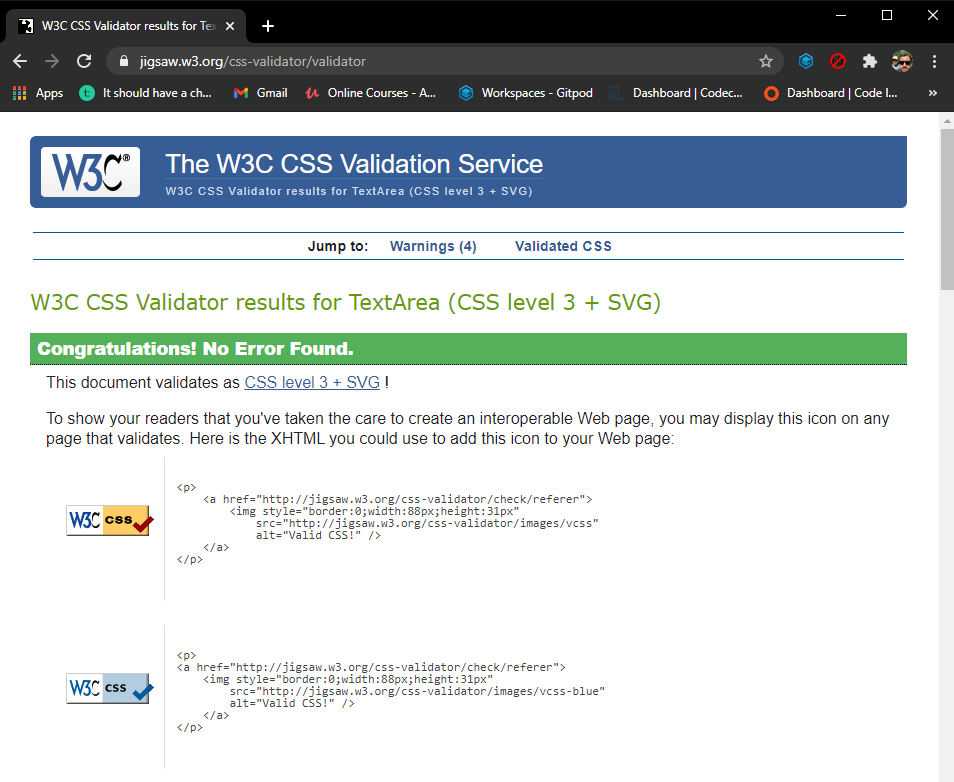 W3C CSS Validator results for Te
jigsaw.w3.org/css-validator/validator
Apps
It should have a ch...
Gmail
Online Courses - A...
Workspaces - Gitpod
Dashboard | Codec...
Dashboard | Code I...
»
W3C®
The W3C CSS Validation Service
W3C CSS Validator results for TextArea (CSS level 3 + SVG)
Jump to: Warnings (4) Validated CSS
W3C CSS Validator results for TextArea (CSS level 3 + SVG)
Congratulations! No Error Found.
This document validates as CSS level 3 + SVG !
To show your readers that you've taken the care to create an interoperable Web page, you may display this icon on any
page that validates. Here is the XHTML you could use to add this icon to your Web page:
W3C css
<p>
<a href="http://jigsaw.w3.org/css-validator/check/referer">
<img style="border:0;width:88px;height:31px"
src="http://jigsaw.w3.org/css-validator/images/vcss"
alt="Valid CSS!" />
</a>
</p>
W3C css
<p>
<a href="http://jigsaw.w3.org/css-validator/check/referer">
<img style="border:0;width:88px;height:31px"
src="http://jigsaw.w3.org/css-validator/images/vcss-blue"
alt="Valid CSS!" />
</a>
</p>